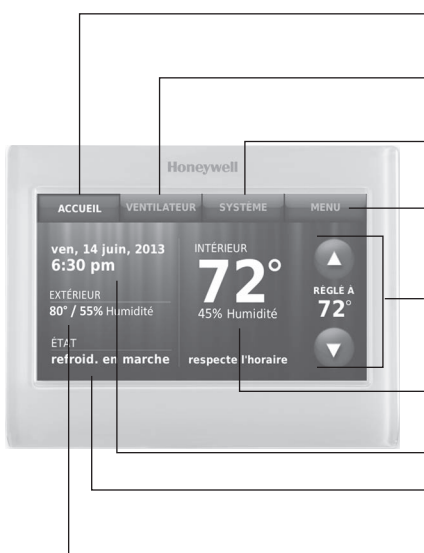 Honeywell
ACCUEIL VENTILATEUR SYSTÈME MENU
ven, 14 juin, 2013
6:30 pm
EXTÉRIEUR
80° / 55% Humidité
ÉTAT
refroid. en marche
INTÉRIEUR
72°
45% Humidité
respecte l'horaire
RÉGLÉ À
72°